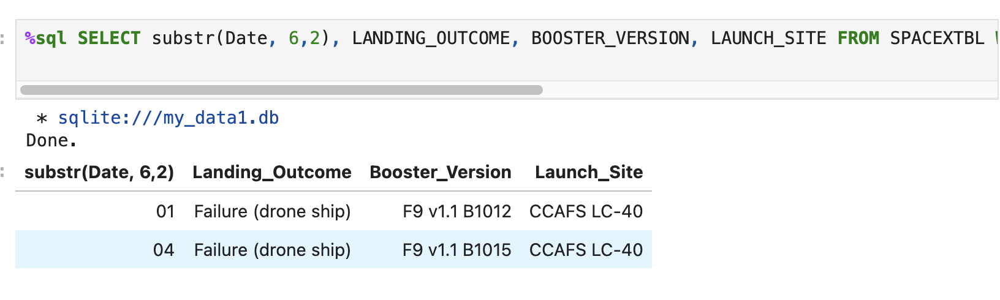 %sql SELECT substr(Date, 6,2), LANDING_OUTCOME, BOOSTER_VERSION, LAUNCH_SITE FROM SPACEXTBL
* sqlite:///my_data1.db
Done.
substr(Date, 6,2) Landing_Outcome Booster_Version Launch_Site
01 Failure (drone ship) F9 v1.1 B1012 CCAFS LC-40
04 Failure (drone ship) F9 v1.1 B1015 CCAFS LC-40